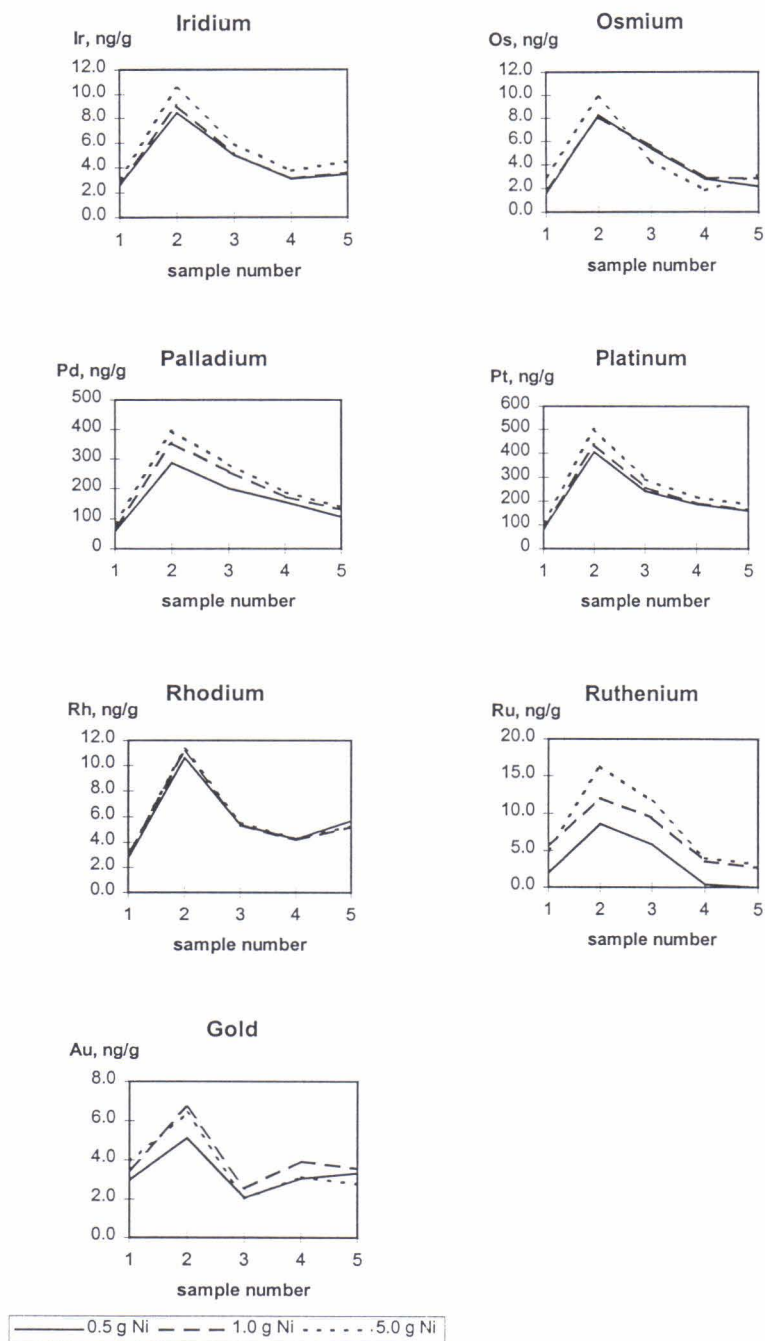 Iridium
Ir, ng/g
12.0
10.0
8.0
6.0
4.0
2.0
0.0
1 2 3 4 5
sample number
Osmium
Os, ng/g
12.0
10.0
8.0
6.0
4.0
2.0
0.0
1 2 3 4 5
sample number
Palladium
Pd, ng/g
500
400
300
200
100
0
1 2 3 4 5
sample number
Platinum
Pt, ng/g
600
500
400
300
200
100
0
1 2 3 4 5
sample number
Rhodium
Rh, ng/g
12.0
10.0
8.0
6.0
4.0
2.0
0.0
1 2 3 4 5
sample number
Ruthenium
Ru, ng/g
20.0
15.0
10.0
5.0
0.0
1 2 3 4 5
sample number
Gold
Au, ng/g
8.0
6.0
4.0
2.0
0.0
1 2 3 4 5
sample number
0.5 g Ni 1.0 g Ni 5.0 g Ni